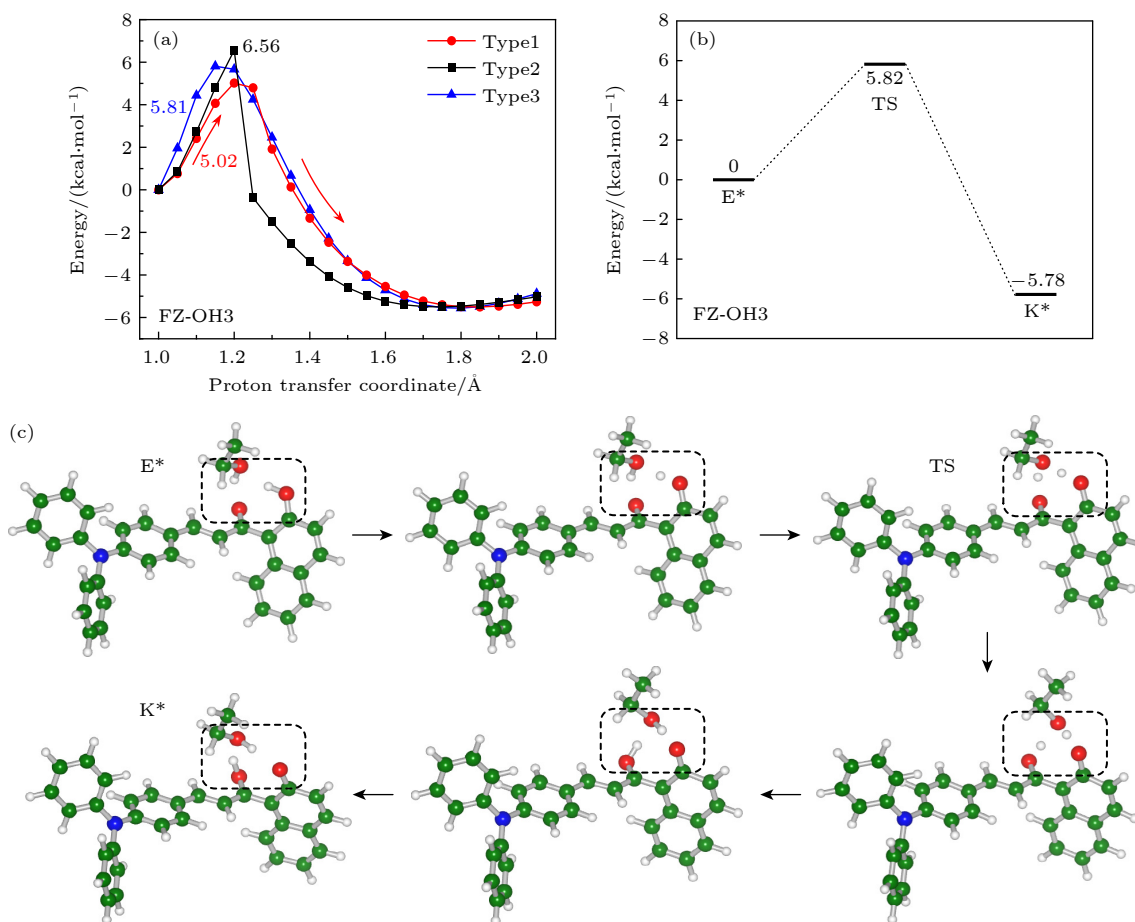 (a)
Energy/(kcal·mol−1)
8
6
4
2
0
−2
−4
−6
6.56
5.81
5.02
Type1
Type2
Type3
FZ-OH3
1.0 1.2 1.4 1.6 1.8 2.0
Proton transfer coordinate/Å
(b)
Energy/(kcal·mol−1)
8
6
4
2
0
−2
−4
−6
−8
0
E*
5.82
TS
−5.78
K*
FZ-OH3
(c)
E*
TS
K*